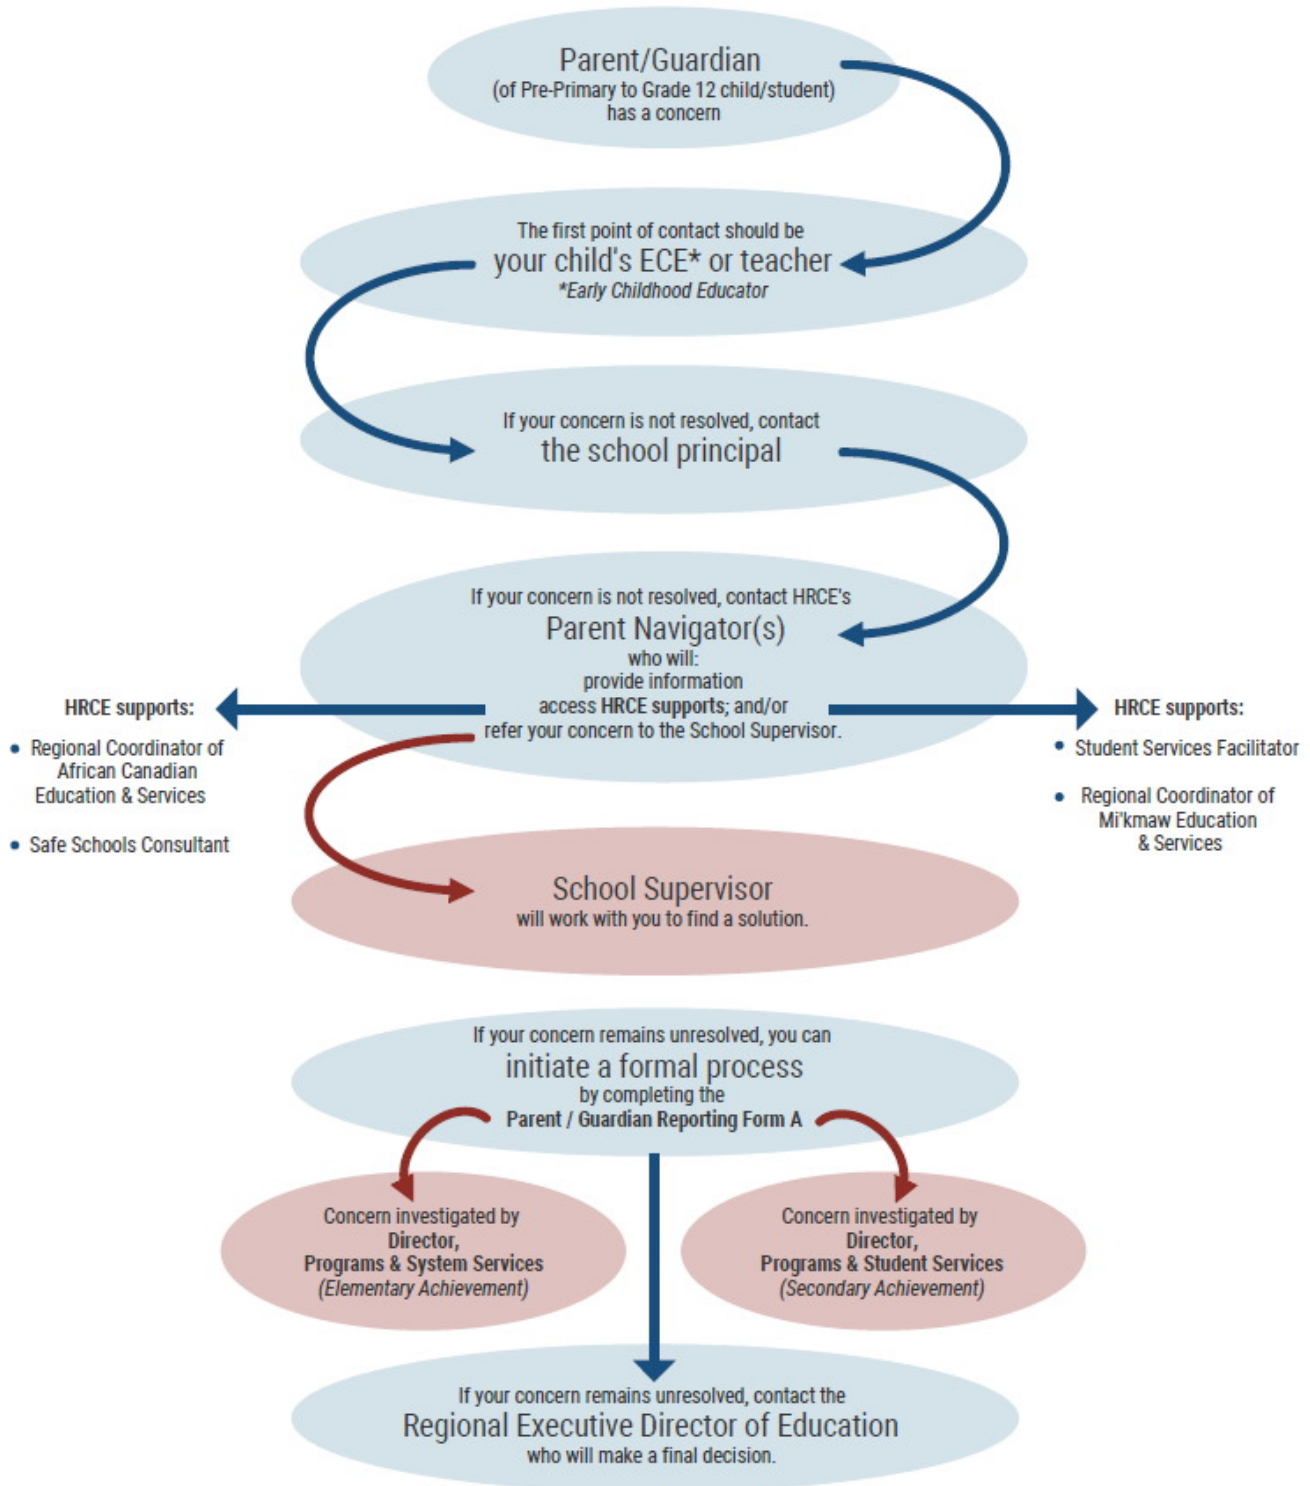 Parent/Guardian
(of Pre-Primary to Grade 12 child/student)
has a concern
The first point of contact should be
your child's ECE* or teacher
*Early Childhood Educator
If your concern is not resolved, contact
the school principal
If your concern is not resolved, contact HRCE's
Parent Navigator(s)
who will:
provide information
access HRCE supports; and/or
refer your concern to the School Supervisor.
HRCE supports:
• Regional Coordinator of
African Canadian
Education & Services
• Safe Schools Consultant
HRCE supports:
• Student Services Facilitator
• Regional Coordinator of
Mi'kmaw Education
& Services
School Supervisor
will work with you to find a solution.
If your concern remains unresolved, you can
initiate a formal process
by completing the
Parent / Guardian Reporting Form A
Concern investigated by
Director,
Programs & System Services
(Elementary Achievement)
Concern investigated by
Director,
Programs & Student Services
(Secondary Achievement)
If your concern remains unresolved, contact the
Regional Executive Director of Education
who will make a final decision.